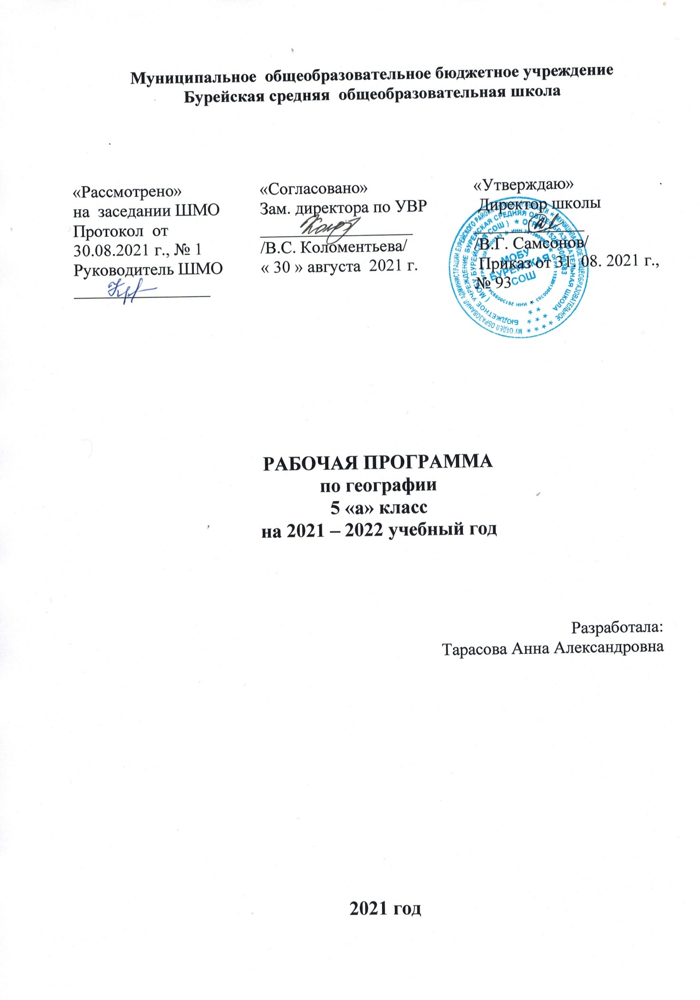 Муниципальное общеобразовательное бюджетное учреждение
Бурейская средняя общеобразовательная школа
«Рассмотрено»
на заседании ШМО
Протокол от
30.08.2021 г., № 1
Руководитель ШМО
«Согласовано»
Зам. директора по УВР
/В.С. Коломентьева/
« 30 » августа 2021 г.
«Утверждаю»
Директор школы
/В.Г. Самсонов/
Приказ от 31. 08. 2021 г.,
№ 93
МОБУ
БУРЕЙСКАЯ
СОШ
РАБОЧАЯ ПРОГРАММА
по географии
5 «а» класс
на 2021 – 2022 учебный год
Разработала:
Тарасова Анна Александровна
2021 год